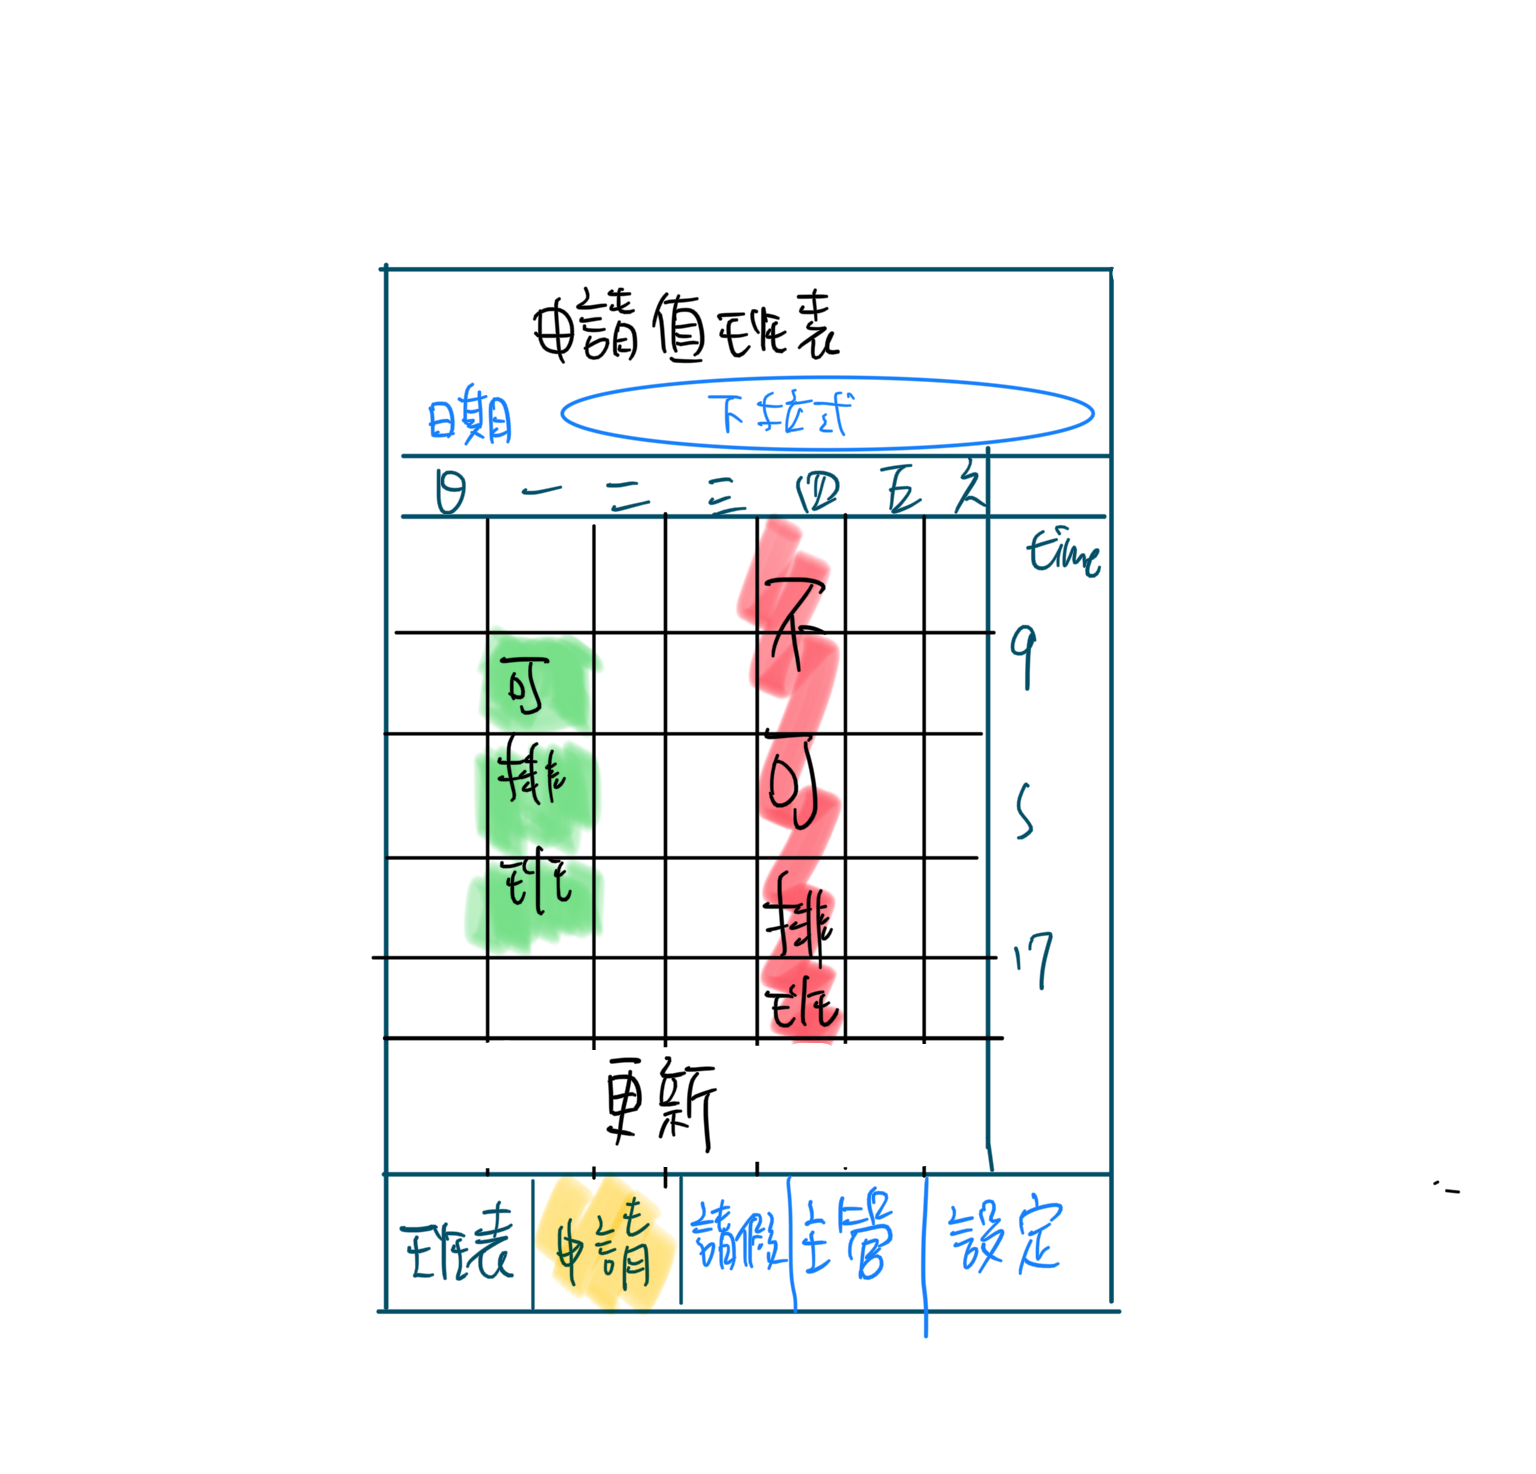 申請值班表
日期 下拉式
日 一 二 三 四 五 六
time
9
可排班
不可排班
17
更新
班表 申請 請假 主管 設定